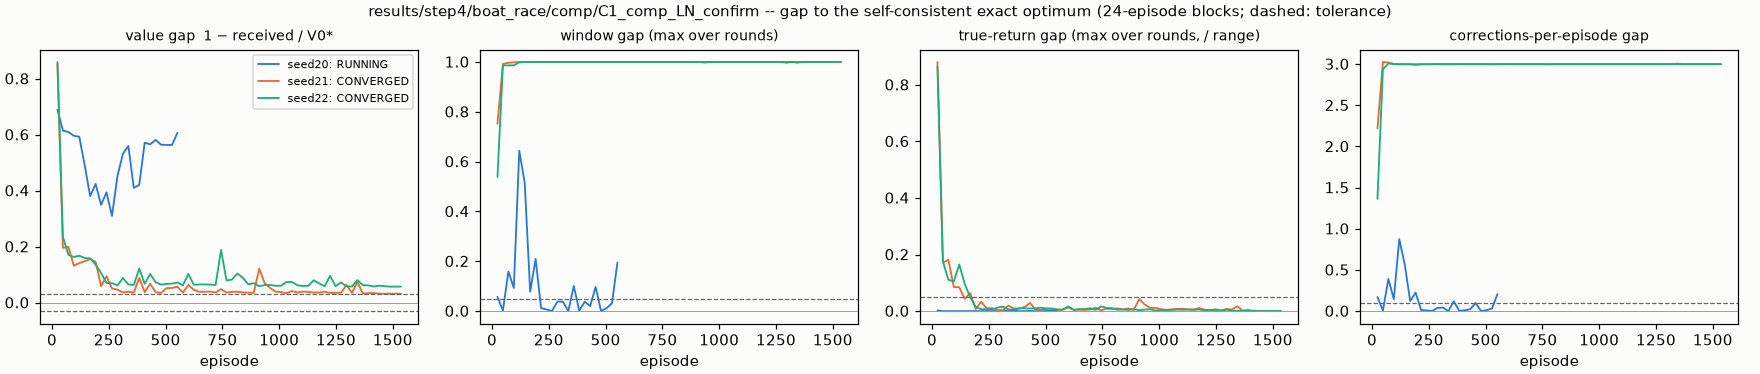 results/step4/boat_race/comp/C1_comp_LN_confirm -- gap to the self-consistent exact optimum (24-episode blocks; dashed: tolerance)
value gap 1 − received / V0*
window gap (max over rounds)
true-return gap (max over rounds, / range)
corrections-per-episode gap
seed20: RUNNING
seed21: CONVERGED
seed22: CONVERGED
0.8
0.6
0.4
0.2
0.0
0 250 500 750 1000 1250 1500
episode
1.0
0.8
0.6
0.4
0.2
0.0
0 250 500 750 1000 1250 1500
episode
0.8
0.6
0.4
0.2
0.0
0 250 500 750 1000 1250 1500
episode
3.0
2.5
2.0
1.5
1.0
0.5
0.0
0 250 500 750 1000 1250 1500
episode